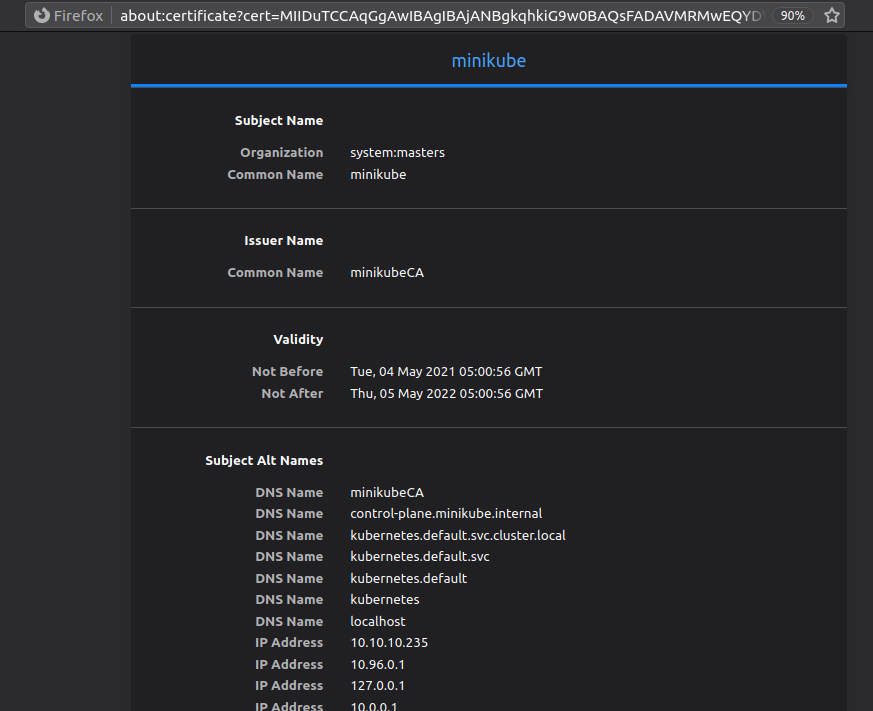 Firefox about:certificate?cert=MIIDuTCCAqGgAwIBAgIBAjANBgkqhkiG9w0BAQsFADAVMRMwEQYD 90%
minikube
Subject Name
Organization system:masters
Common Name minikube
Issuer Name
Common Name minikubeCA
Validity
Not Before Tue, 04 May 2021 05:00:56 GMT
Not After Thu, 05 May 2022 05:00:56 GMT
Subject Alt Names
DNS Name minikubeCA
DNS Name control-plane.minikube.internal
DNS Name kubernetes.default.svc.cluster.local
DNS Name kubernetes.default.svc
DNS Name kubernetes.default
DNS Name kubernetes
DNS Name localhost
IP Address 10.10.10.235
IP Address 10.96.0.1
IP Address 127.0.0.1
IP Address 10.0.0.1